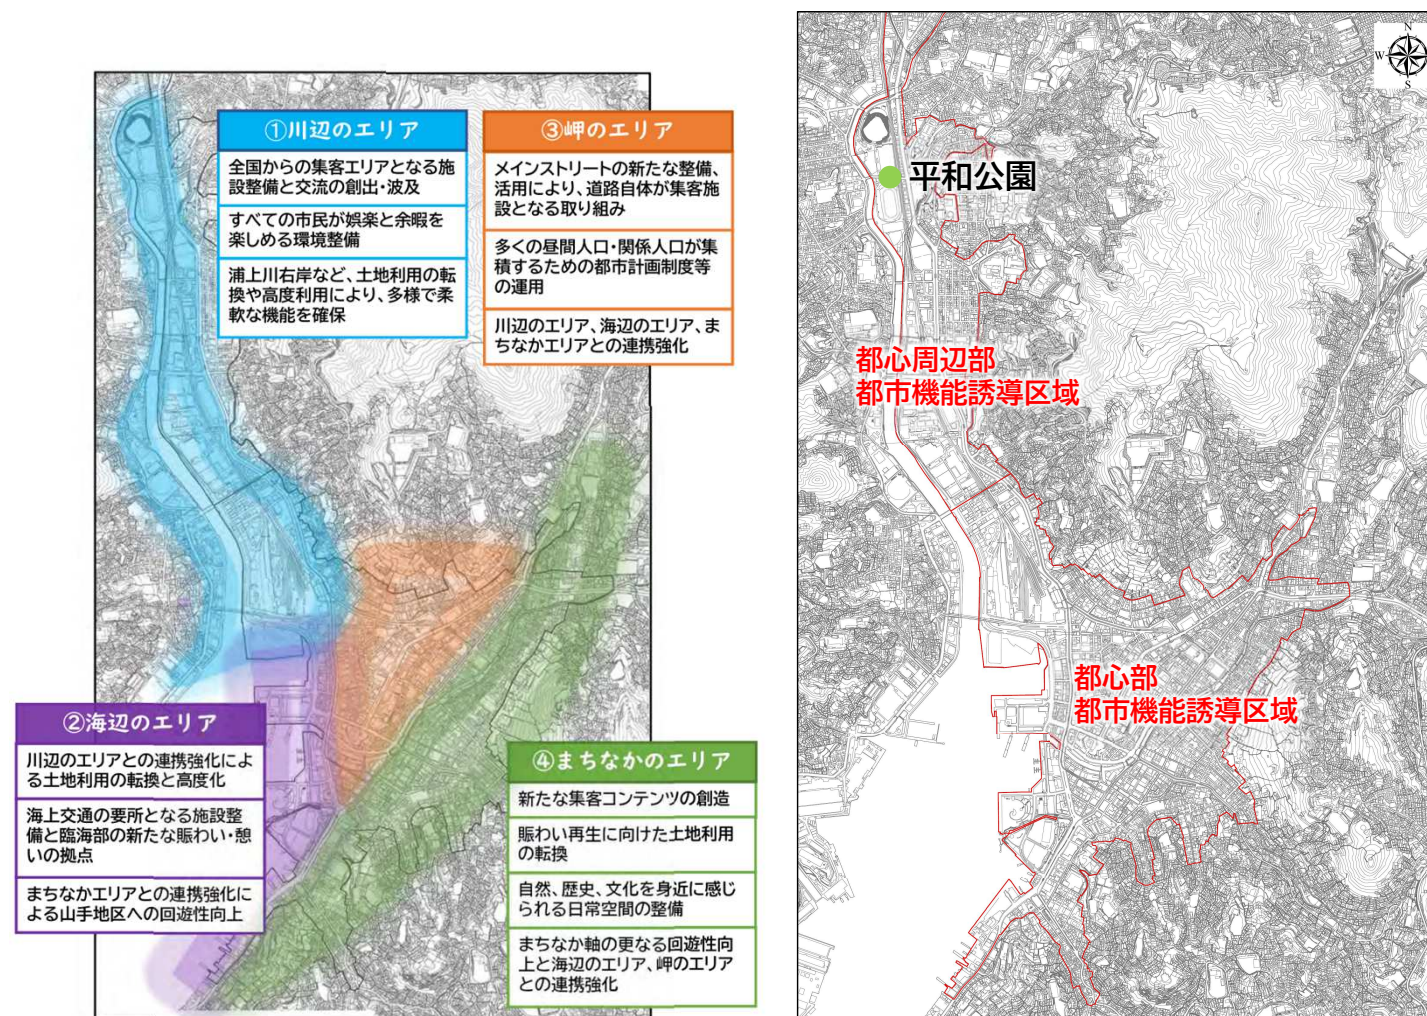 ①川辺のエリア
全国からの集客エリアとなる施
設整備と交流の創出・波及
すべての市民が娯楽と余暇を
楽しめる環境整備
浦上川右岸など、土地利用の転
換や高度利用により、多様で柔
軟な機能を確保
③岬のエリア
メインストリートの新たな整備、
活用により、道路自体が集客施
設となる取り組み
多くの昼間人口・関係人口が集
積するための都市計画制度等
の運用
川辺のエリア、海辺のエリア、ま
ちなかエリアとの連携強化
②海辺のエリア
川辺のエリアとの連携強化によ
る土地利用の転換と高度化
海上交通の要所となる施設整
備と臨海部の新たな賑わい・憩
いの拠点
まちなかエリアとの連携強化に
よる山手地区への回遊性向上
④まちなかのエリア
新たな集客コンテンツの創造
賑わい再生に向けた土地利用
の転換
自然、歴史、文化を身近に感じ
られる日常空間の整備
まちなか軸の更なる回遊性向
上と海辺のエリア、岬のエリア
との連携強化
N
W
S
平和公園
都心周辺部
都市機能誘導区域
都心部
都市機能誘導区域